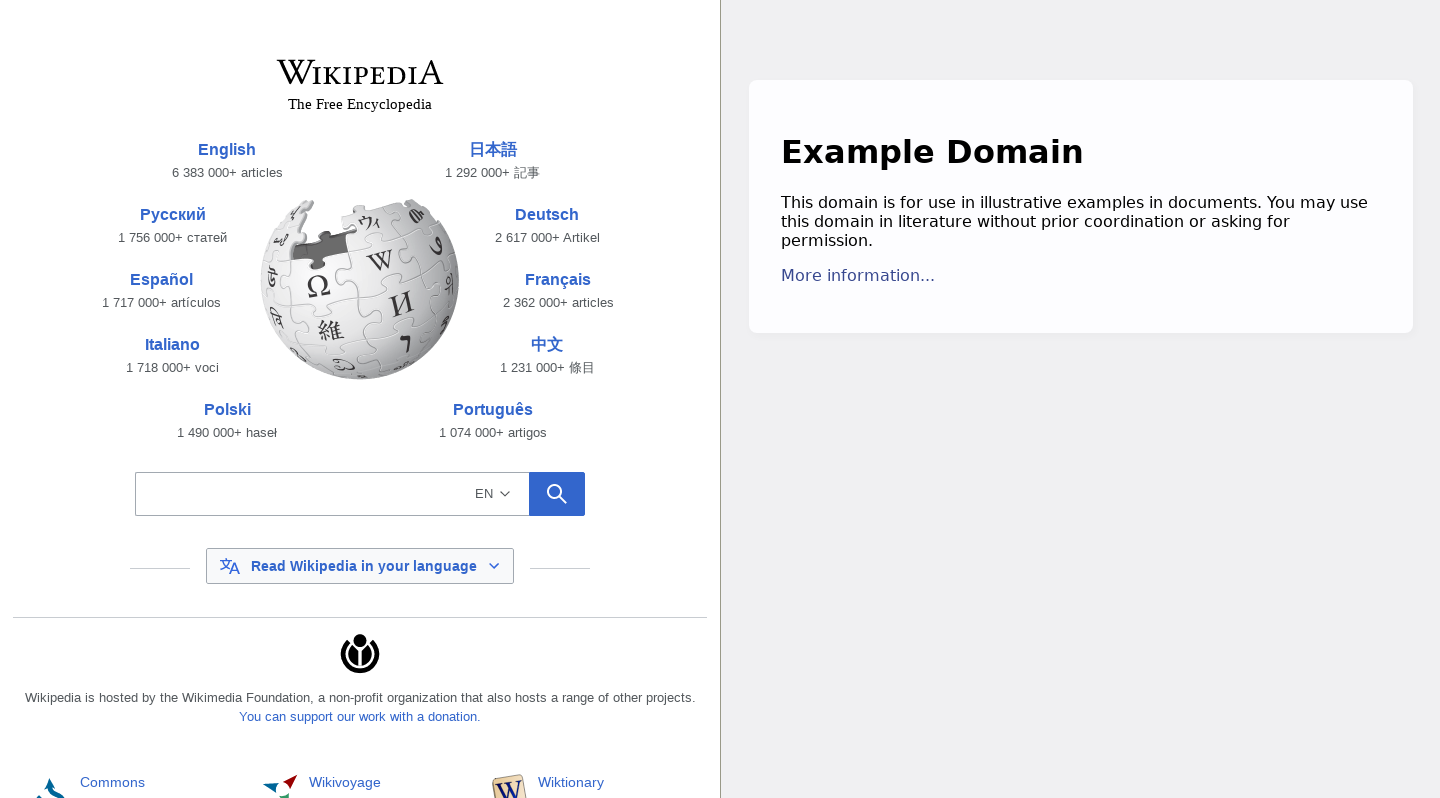 WIKIPEDIA
The Free Encyclopedia
English
6 383 000+ articles
日本語
1 292 000+ 記事
Русский
1 756 000+ статей
Deutsch
2 617 000+ Artikel
Español
1 717 000+ artículos
Français
2 362 000+ articles
Italiano
1 718 000+ voci
中文
1 231 000+ 條目
Polski
1 490 000+ haseł
Português
1 074 000+ artigos
Ω
W
И
維
EN
Read Wikipedia in your language
Wikipedia is hosted by the Wikimedia Foundation, a non-profit organization that also hosts a range of other projects.
You can support our work with a donation.
Commons
Wikivoyage
W
Wiktionary
Example Domain
This domain is for use in illustrative examples in documents. You may use
this domain in literature without prior coordination or asking for
permission.
More information...